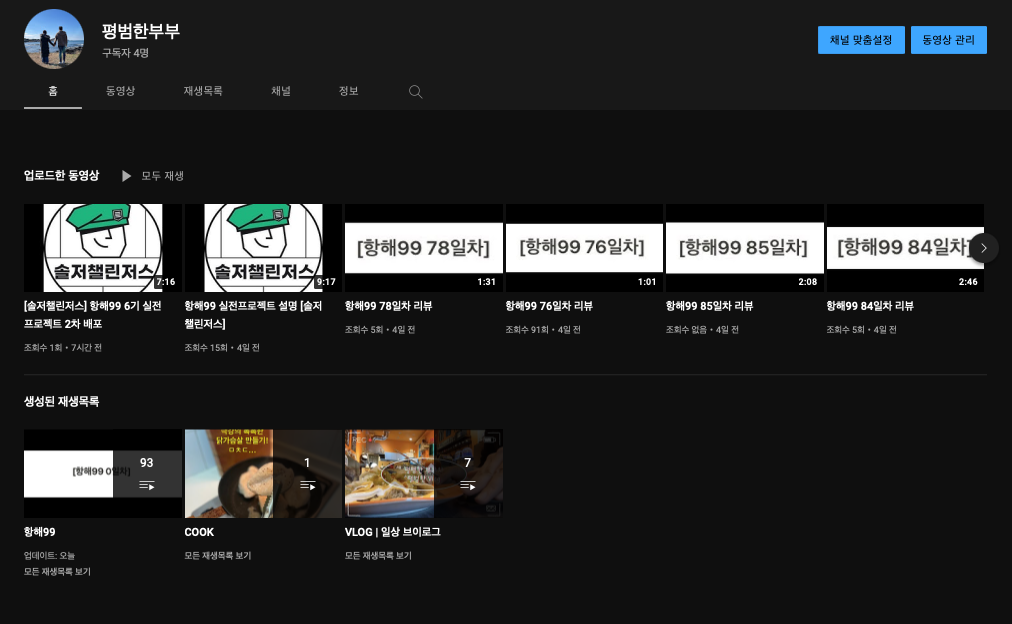 평범한부부
구독자 4명
채널 맞춤설정
동영상 관리
홈
동영상
재생목록
채널
정보
업로드한 동영상
모두 재생
솔저챌린저스
7:16
솔저챌린저스
9:17
[항해99 78일차]
1:31
[항해99 76일차]
1:01
[항해99 85일차]
2:08
[항해99 84일차]
2:46
[솔저챌린저스] 항해99 6기 실전
프로젝트 2차 배포
조회수 1회 • 7시간 전
항해99 실전프로젝트 설명 [솔저
챌린저스]
조회수 15회 • 4일 전
항해99 78일차 리뷰
조회수 5회 • 4일 전
항해99 76일차 리뷰
조회수 91회 • 4일 전
항해99 85일차 리뷰
조회수 없음 • 4일 전
항해99 84일차 리뷰
조회수 5회 • 4일 전
생성된 재생목록
[항해99 0일차]
93
닭가슴살 만들기!
ㅁㅊㄷ...
1
REC
7
항해99
업데이트: 오늘
모든 재생목록 보기
COOK
모든 재생목록 보기
VLOG | 일상 브이로그
모든 재생목록 보기